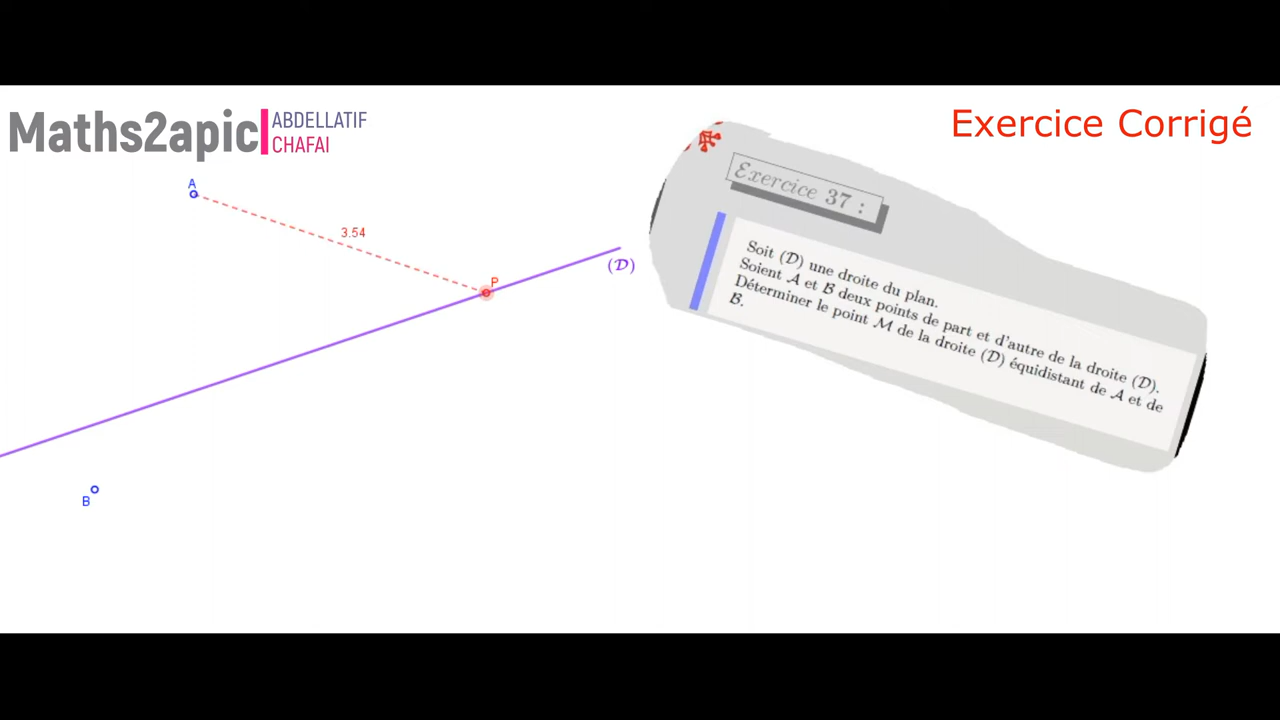 Maths2apic
ABDELLATIF
CHAFAI
Exercice Corrigé
A
3.54
P
(D)
B
Exercice 37 :
Soit (D) une droite du plan.
Soient A et B deux points de part et d'autre de la droite (D).
Déterminer le point M de la droite (D) équidistant de A et de
B.